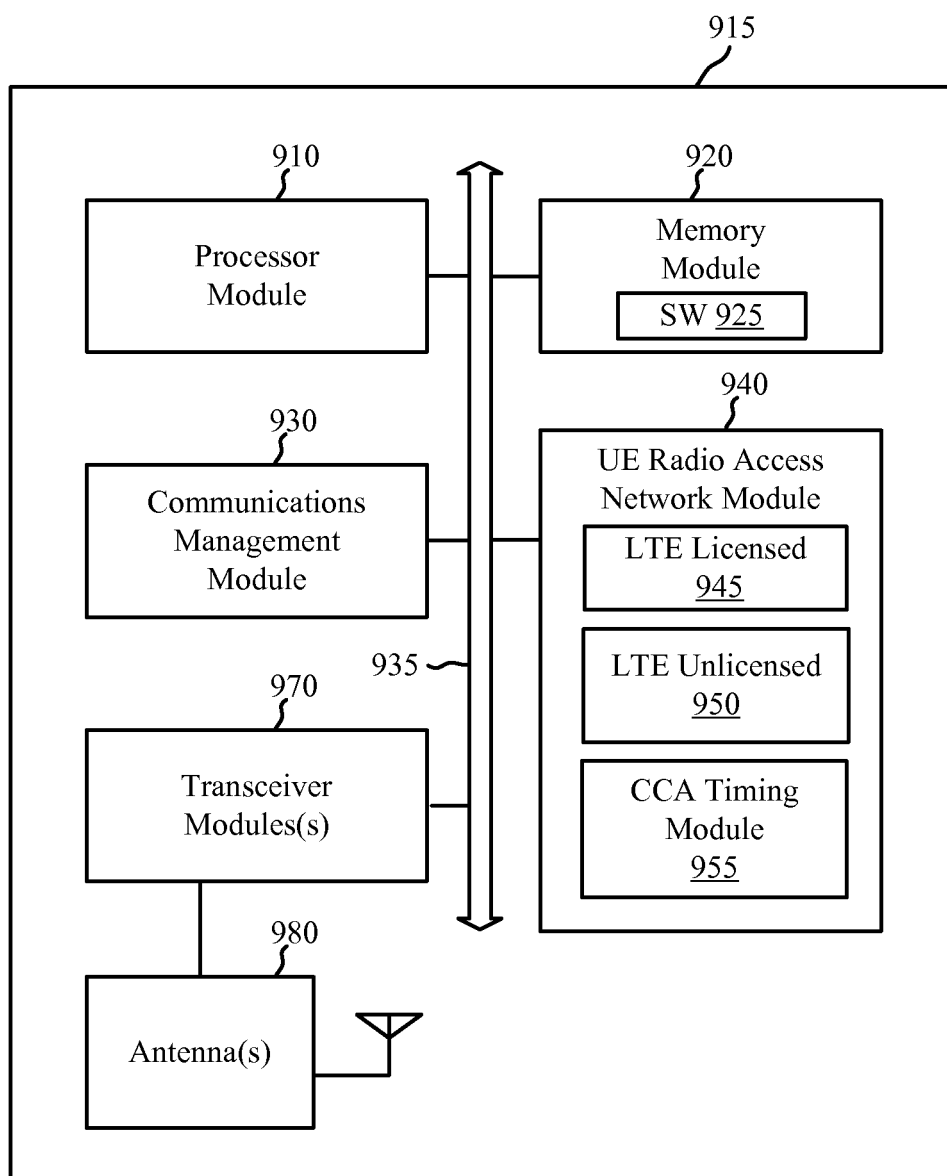 915
910
Processor
Module
920
Memory
Module
SW 925
930
Communications
Management
Module
940
UE Radio Access
Network Module
LTE Licensed
945
LTE Unlicensed
950
CCA Timing
Module
955
935
970
Transceiver
Modules(s)
980
Antenna(s)